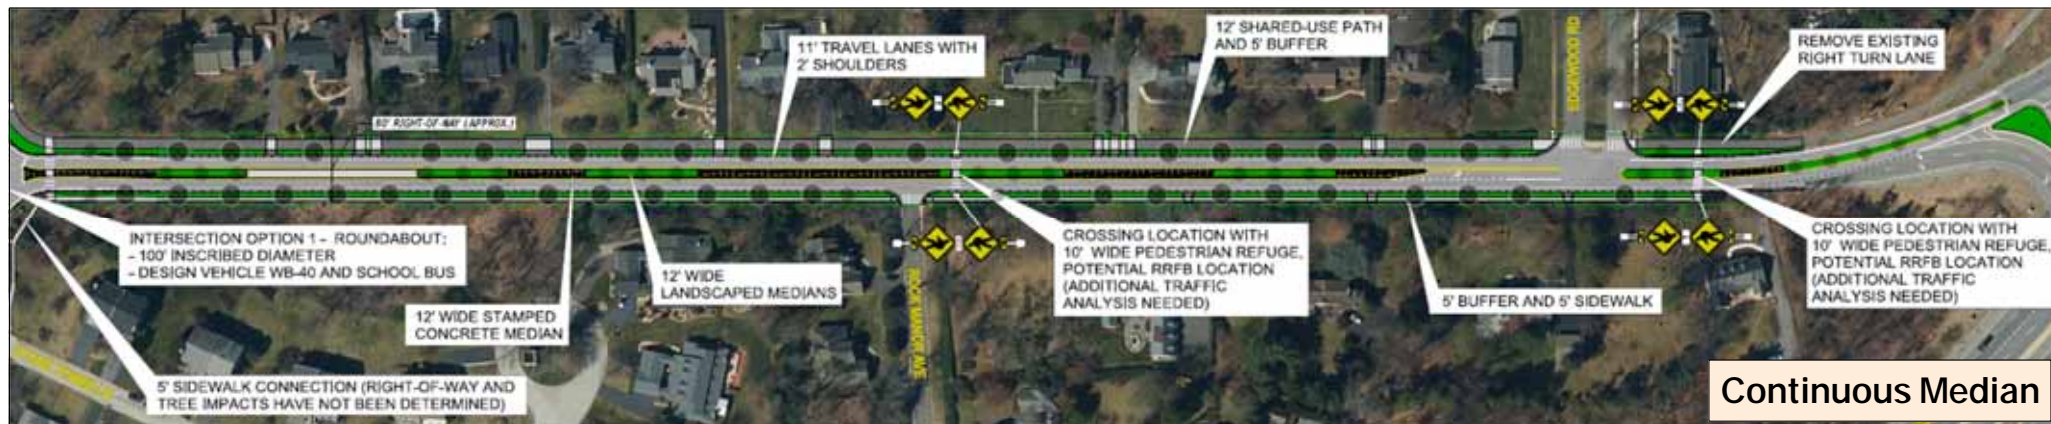 12' SHARED-USE PATH
AND 5' BUFFER
11' TRAVEL LANES WITH
2' SHOULDERS
EDGEWOOD RD
REMOVE EXISTING
RIGHT TURN LANE
80' RIGHT-OF-WAY (APPROX.)
INTERSECTION OPTION 1 - ROUNDABOUT:
- 100' INSCRIBED DIAMETER
- DESIGN VEHICLE WB-40 AND SCHOOL BUS
12' WIDE
LANDSCAPED MEDIANS
12' WIDE STAMPED
CONCRETE MEDIAN
ROCK MANOR AVE
CROSSING LOCATION WITH
10' WIDE PEDESTRIAN REFUGE,
POTENTIAL RRFB LOCATION
(ADDITIONAL TRAFFIC
ANALYSIS NEEDED)
5' BUFFER AND 5' SIDEWALK
CROSSING LOCATION WITH
10' WIDE PEDESTRIAN REFUGE,
POTENTIAL RRFB LOCATION
(ADDITIONAL TRAFFIC
ANALYSIS NEEDED)
5' SIDEWALK CONNECTION (RIGHT-OF-WAY AND
TREE IMPACTS HAVE NOT BEEN DETERMINED)
Continuous Median